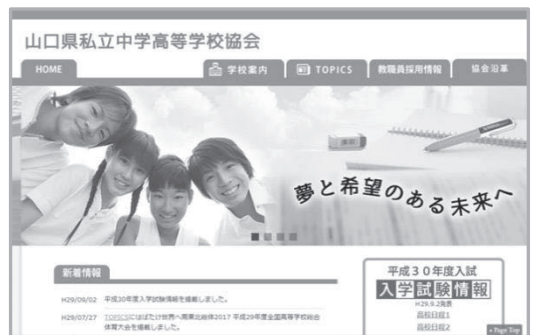 山口県私立中学高等学校協会
HOME
学校案内
TOPICS
教職員採用情報
協会沿革
夢と希望のある未来へ
新着情報
H29/09/02 平成30年度入学試験情報を掲載しました。
H29/07/27 TOPICSにはばたけ世界へ南東北総体2017 平成29年度全国高等学校総合
体育大会を掲載しました。
平成30年度入試
入学試験情報
H29.9.2発表
高校日程1
高校日程2
Page Top